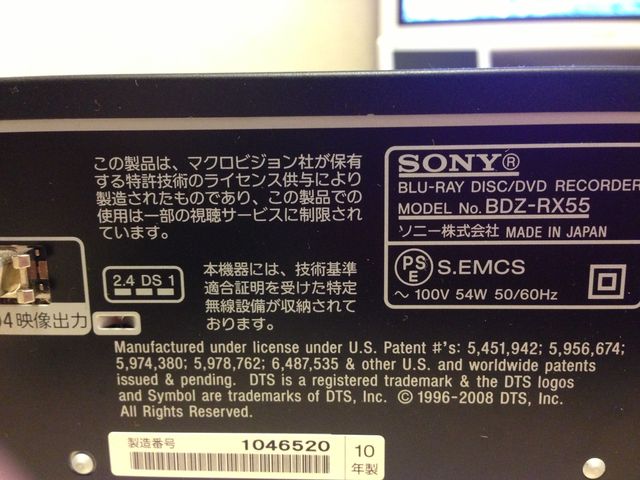 この製品は、マクロビジョン社が保有
する特許技術のライセンス供与により
製造されたものであり、この製品での
使用は一部の視聴サービスに制限され
ています。
SONY®
BLU-RAY DISC/DVD RECORDER
MODEL No. BDZ-RX55
ソニー株式会社 MADE IN JAPAN
PSE S.EMCS
～ 100V 54W 50/60Hz
2.4 DS 1
本機器には、技術基準
適合証明を受けた特定
無線設備が収納されて
おります。
映像出力
Manufactured under license under U.S. Patent #'s: 5,451,942; 5,956,674;
5,974,380; 5,978,762; 6,487,535 & other U.S. and worldwide patents
issued & pending. DTS is a registered trademark & the DTS logos
and Symbol are trademarks of DTS, Inc. © 1996-2008 DTS, Inc.
All Rights Reserved.
製造番号 1046520
10
年製